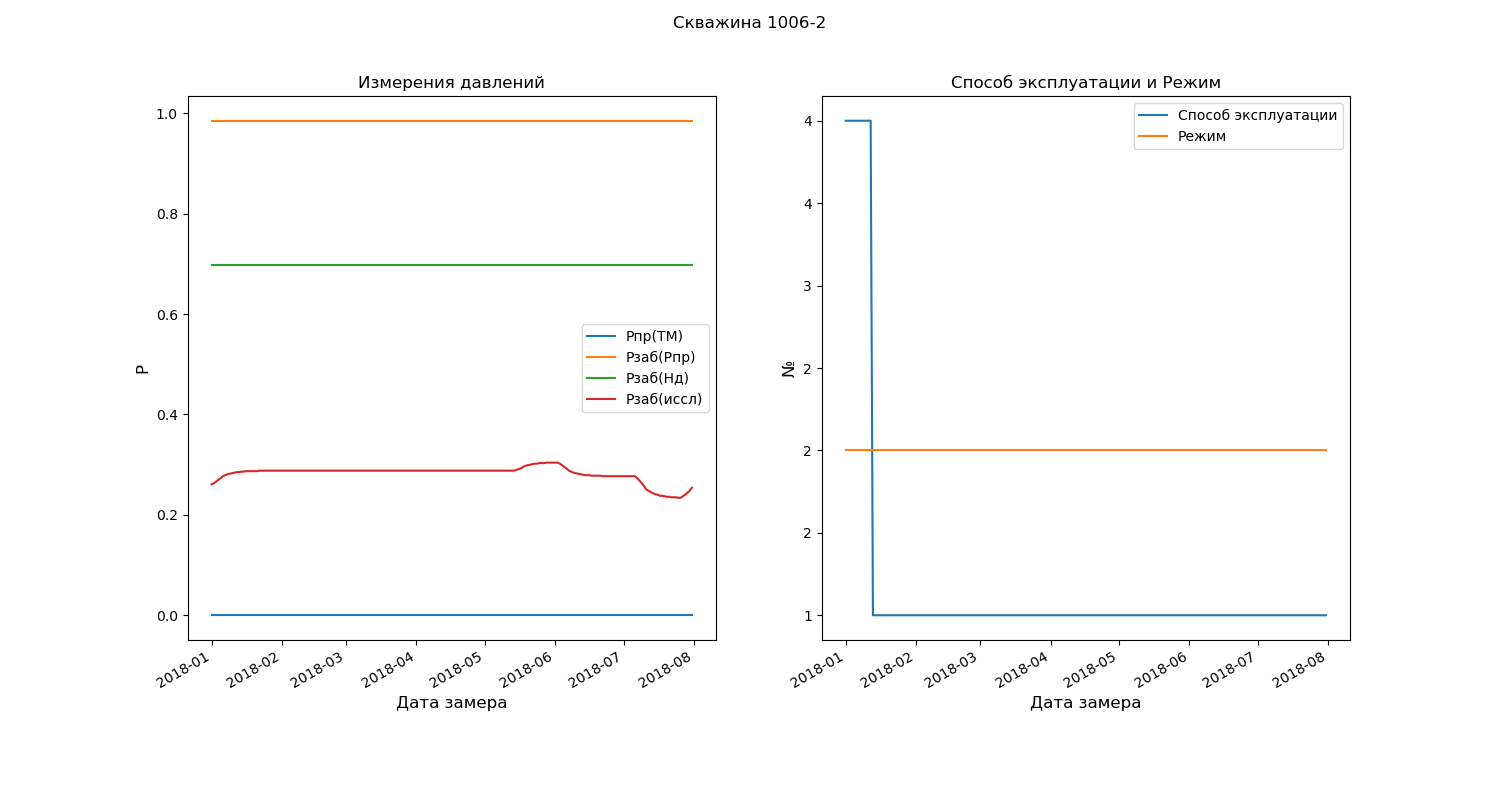 Скважина 1006-2
Измерения давлений
1.0
0.8
0.6
0.4
0.2
0.0
P
Pпр(ТМ)
Pзаб(Рпр)
Pзаб(Нд)
Pзаб(иссл)
2018-01
2018-02
2018-03
2018-04
2018-05
2018-06
2018-07
2018-08
Дата замера
Способ эксплуатации и Режим
4
4
3
2
2
2
1
№
Способ эксплуатации
Режим
2018-01
2018-02
2018-03
2018-04
2018-05
2018-06
2018-07
2018-08
Дата замера